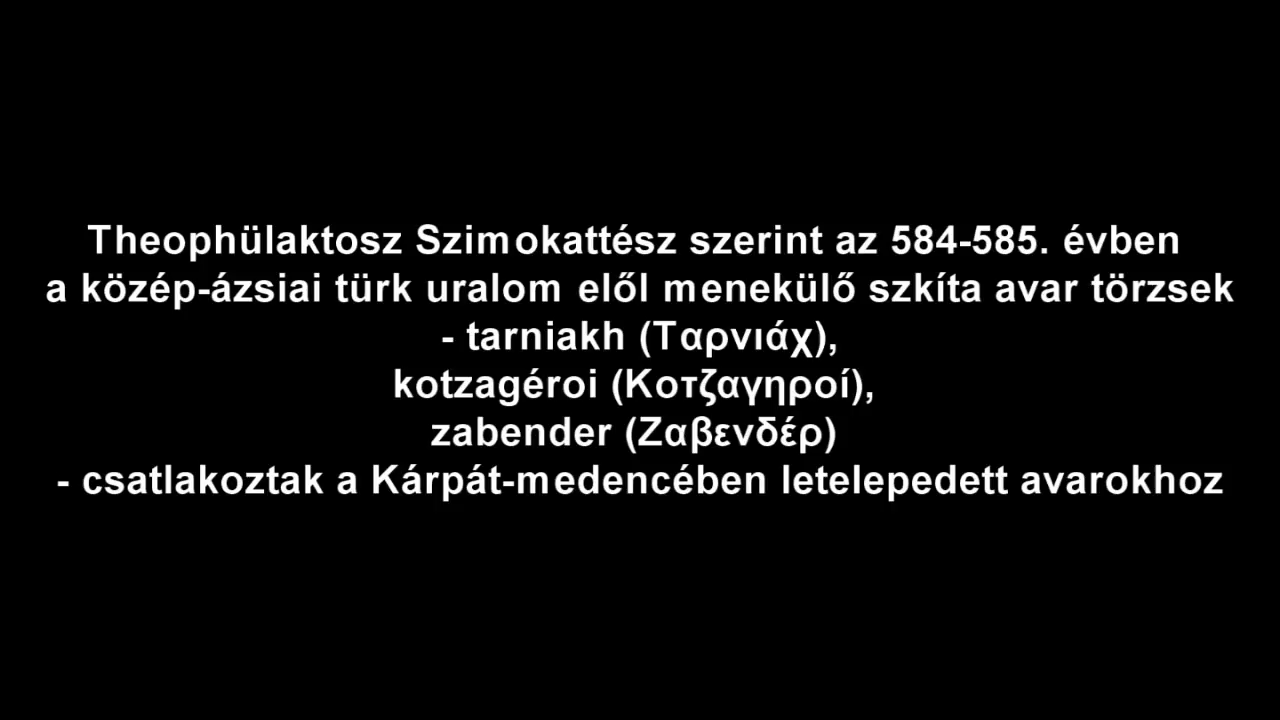 Theophülaktosz Szimokattész szerint az 584-585. évben
a közép-ázsiai türk uralom elől menekülő szkíta avar törzsek
- tarniakh (Ταρνιάχ),
kotzagéroi (Κοτζαγηροί),
zabender (Ζαβενδέρ)
- csatlakoztak a Kárpát-medencében letelepedett avarokhoz